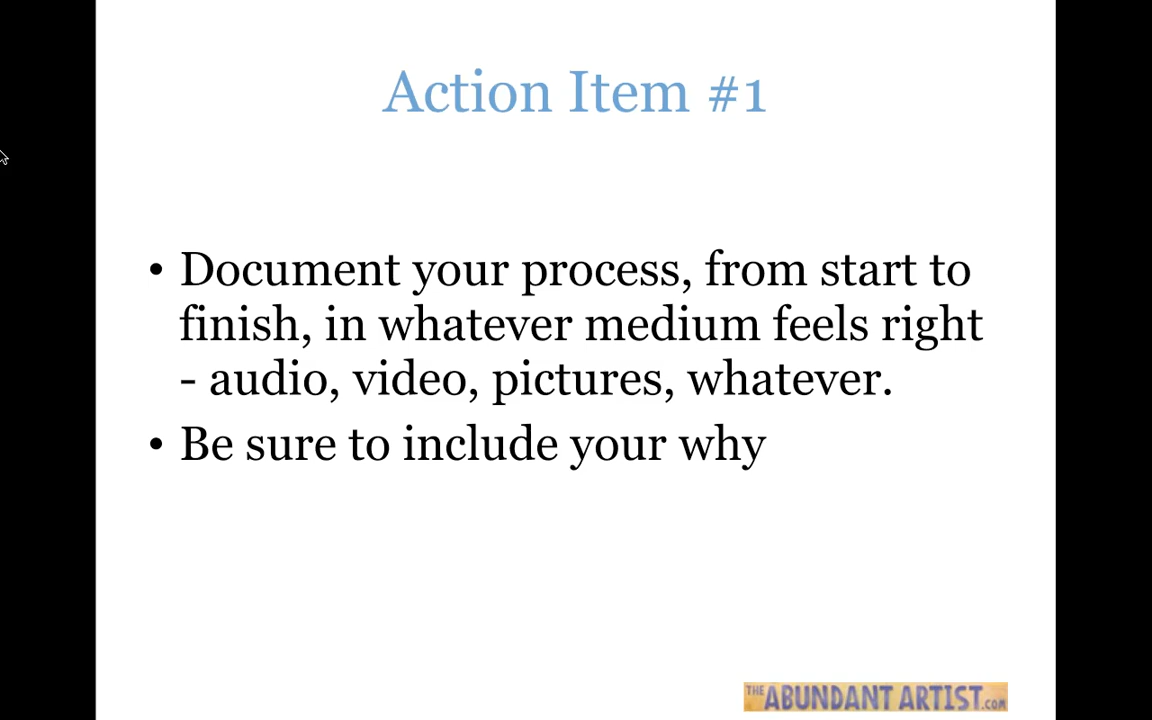 Action Item #1
• Document your process, from start to
finish, in whatever medium feels right
- audio, video, pictures, whatever.
• Be sure to include your why
THE ABUNDANT ARTIST.com